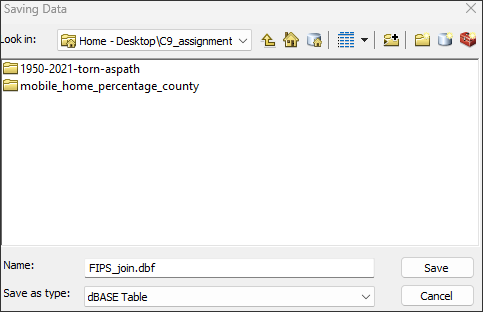 Saving Data
Look in: Home - Desktop\C9_assignment
1950-2021-torn-aspath
mobile_home_percentage_county
Name: FIPS_join.dbf Save
Save as type: dBASE Table Cancel